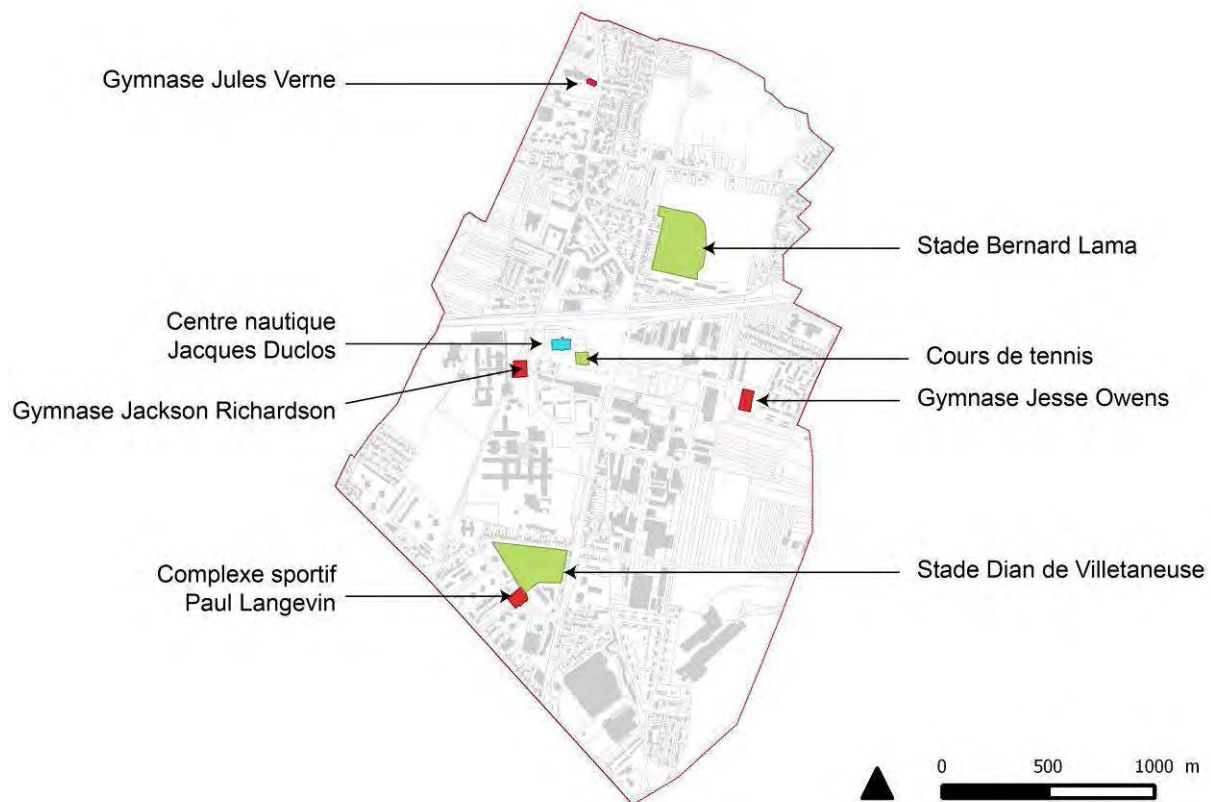 Gymnase Jules Verne
Stade Bernard Lama
Centre nautique
Jacques Duclos
Cours de tennis
Gymnase Jackson Richardson
Gymnase Jesse Owens
Complexe sportif
Paul Langevin
Stade Dian de Villetaneuse
0 500 1000 m